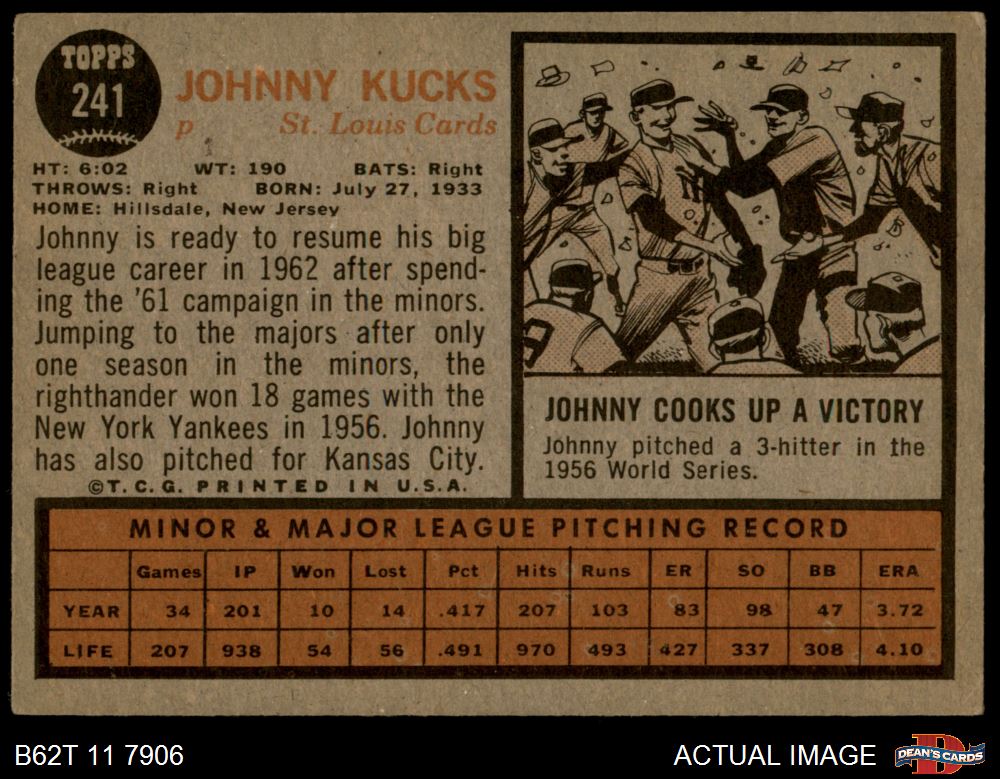 TOPPS
241
JOHNNY KUCKS
p St. Louis Cards
HT: 6:02 WT: 190 BATS: Right
THROWS: Right BORN: July 27, 1933
HOME: Hillsdale, New Jersey
Johnny is ready to resume his big
league career in 1962 after spend-
ing the '61 campaign in the minors.
Jumping to the majors after only
one season in the minors, the
righthander won 18 games with the
New York Yankees in 1956. Johnny
has also pitched for Kansas City.
©T.C.G. PRINTED IN U.S.A.
NY
8
JOHNNY COOKS UP A VICTORY
Johnny pitched a 3-hitter in the
1956 World Series.
MINOR & MAJOR LEAGUE PITCHING RECORD
Games IP Won Lost Pct Hits Runs ER SO BB ERA
YEAR 34 201 10 14 .417 207 103 83 98 47 3.72
LIFE 207 938 54 56 .491 970 493 427 337 308 4.10
B62T 11 7906
ACTUAL IMAGE
DEAN'S CARDS